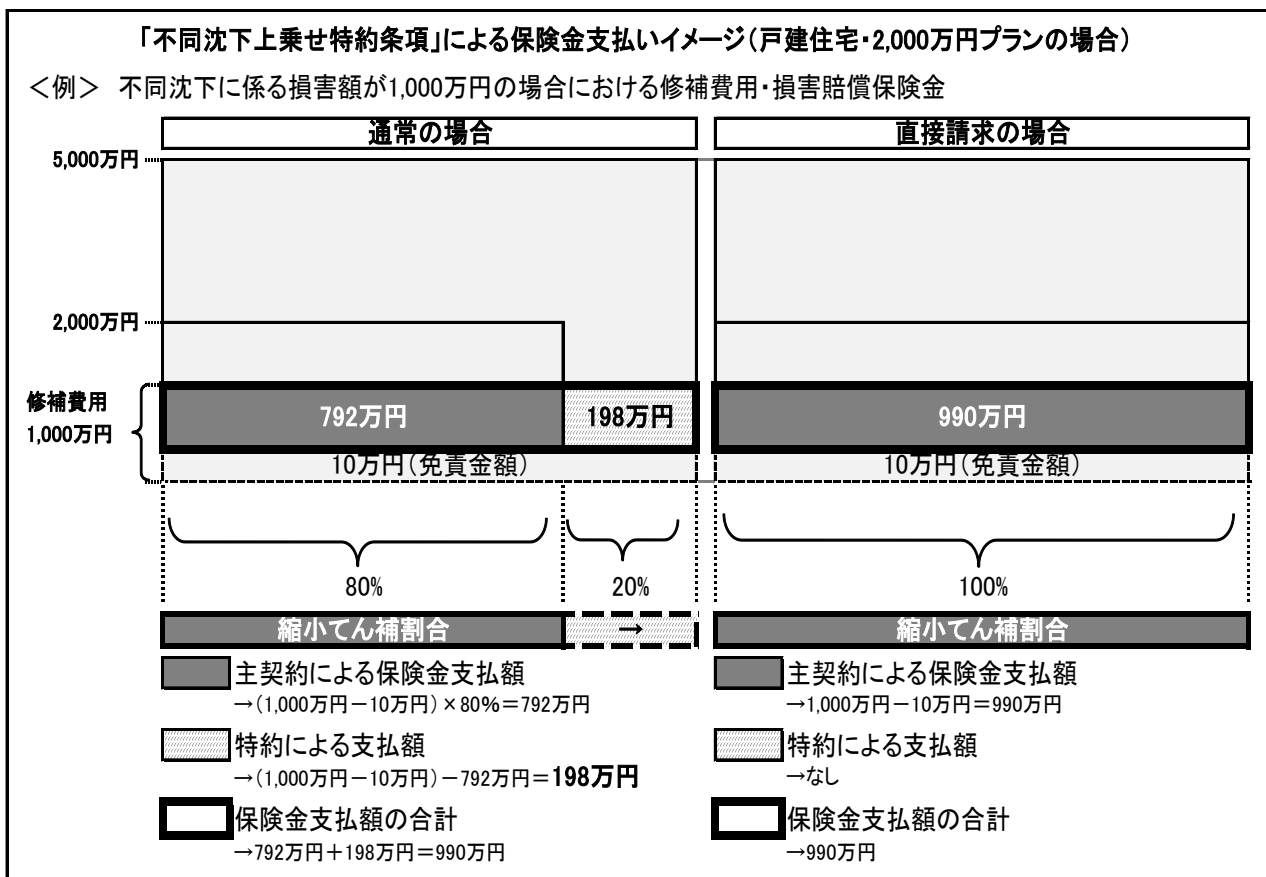 「不同沈下上乗せ特約条項」による保険金支払いイメージ（戸建住宅・2,000万円プランの場合）
＜例＞ 不同沈下に係る損害額が1,000万円の場合における修補費用・損害賠償保険金
通常の場合
直接請求の場合
5,000万円
2,000万円
修補費用
1,000万円
792万円
198万円
990万円
10万円（免責金額）
10万円（免責金額）
80%
20%
100%
縮小てん補割合
→
縮小てん補割合
主契約による保険金支払額
→（1,000万円－10万円）×80%＝792万円
特約による支払額
→（1,000万円－10万円）－792万円＝198万円
保険金支払額の合計
→792万円＋198万円＝990万円
主契約による保険金支払額
→1,000万円－10万円＝990万円
特約による支払額
→なし
保険金支払額の合計
→990万円